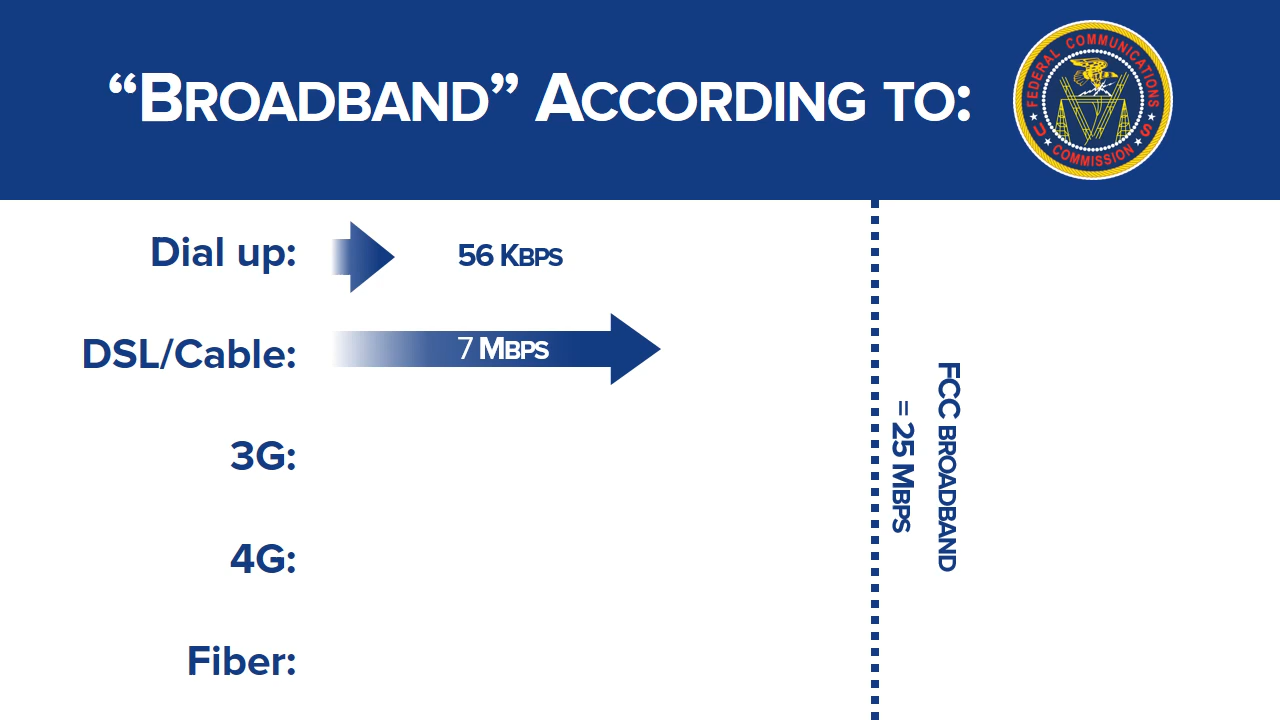 “Broadband” According to:
FEDERAL COMMUNICATIONS
U S
COMMISSION
Dial up:
56 Kbps
DSL/Cable:
7 Mbps
3G:
4G:
Fiber:
FCC broadband
= 25 Mbps